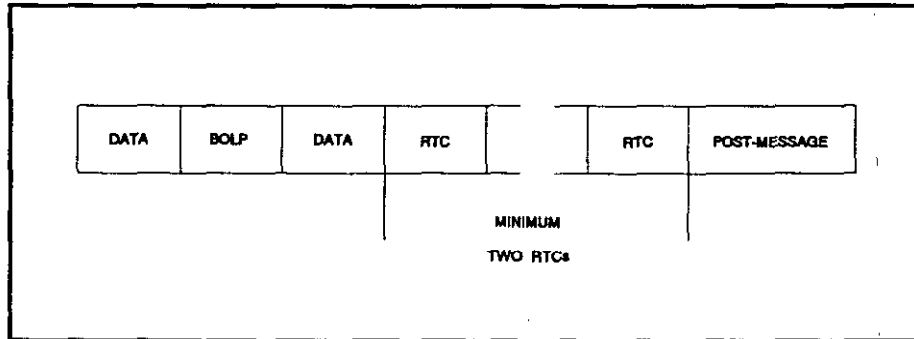 DATA BOLP DATA RTC RTC POST-MESSAGE
MINIMUM
TWO RTCs